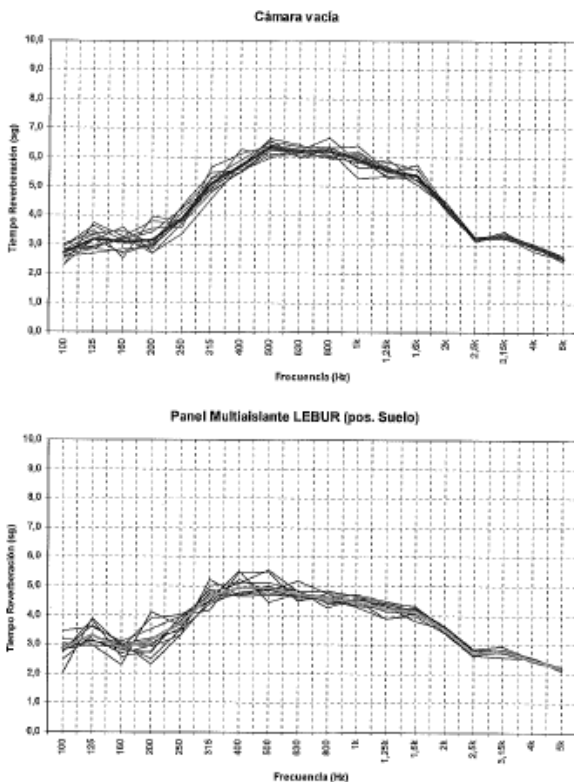 Cámara vacía
10,0
9,0
8,0
7,0
6,0
5,0
4,0
3,0
2,0
1,0
0,0
Tiempo Reverberación (sg)
100 125 160 200 250 315 400 500 630 800 1k 1,25k 1,6k 2k 2,5k 3,15k 4k 5k
Frecuencia (Hz)
Panel Multiaislante LEBUR (pos. Suelo)
10,0
9,0
8,0
7,0
6,0
5,0
4,0
3,0
2,0
1,0
0,0
Tiempo Reverberación (sg)
100 125 160 200 250 315 400 500 630 800 1k 1,25k 1,6k 2k 2,5k 3,15k 4k 5k
Frecuencia (Hz)